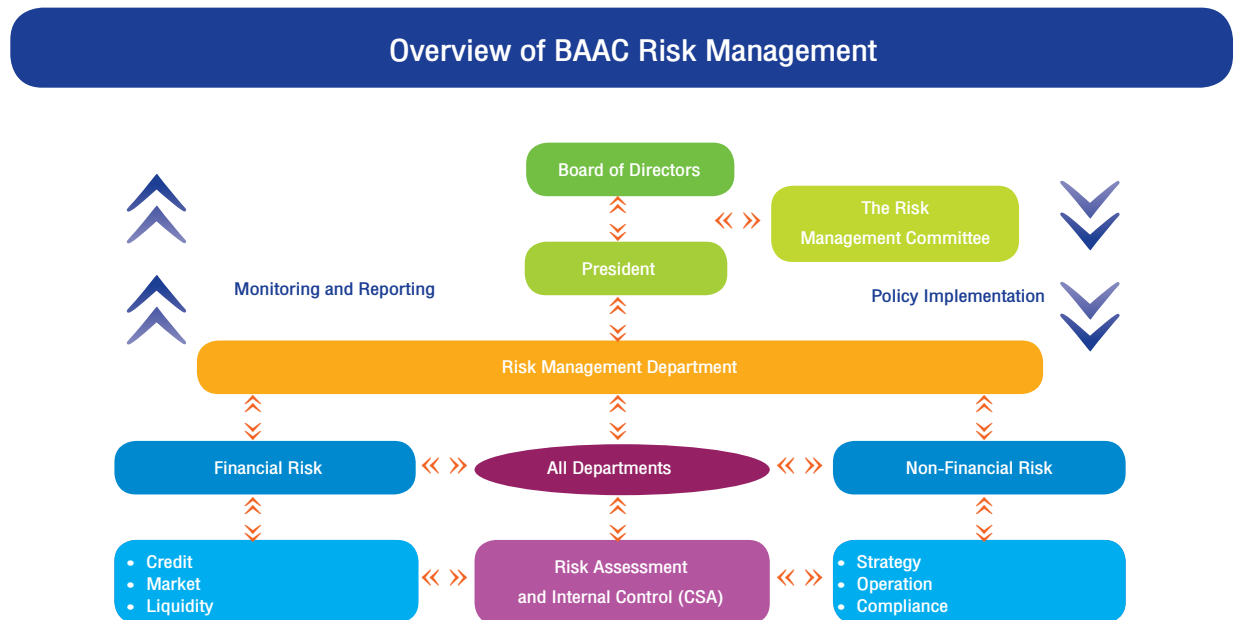 Overview of BAAC Risk Management
Board of Directors
The Risk
Management Committee
President
Monitoring and Reporting
Policy Implementation
Risk Management Department
Financial Risk
All Departments
Non-Financial Risk
• Credit
• Market
• Liquidity
Risk Assessment
and Internal Control (CSA)
• Strategy
• Operation
• Compliance